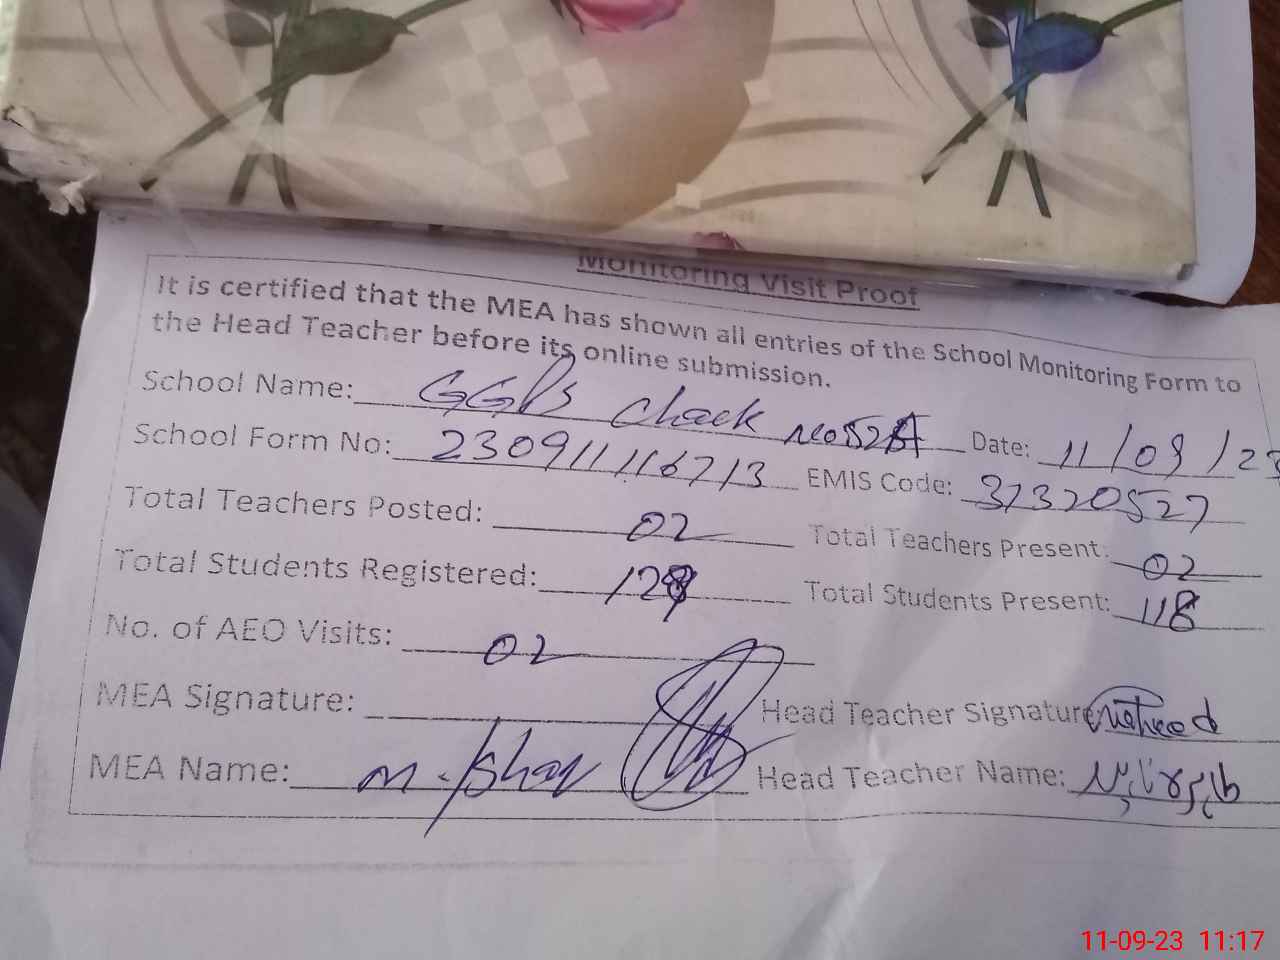 Monitoring Visit Proof
It is certified that the MEA has shown all entries of the School Monitoring Form to
the Head Teacher before its online submission.
School Name: GGPS Chack no 52A Date: 11/09/23
School Form No: 230911116713 EMIS Code: 31320527
Total Teachers Posted: 02 Total Teachers Present: 02
Total Students Registered: 129 Total Students Present: 118
No. of AEO Visits: 02
MEA Signature: Head Teacher Signature
MEA Name: Head Teacher Name: طاہرہ
11-09-23 11:17